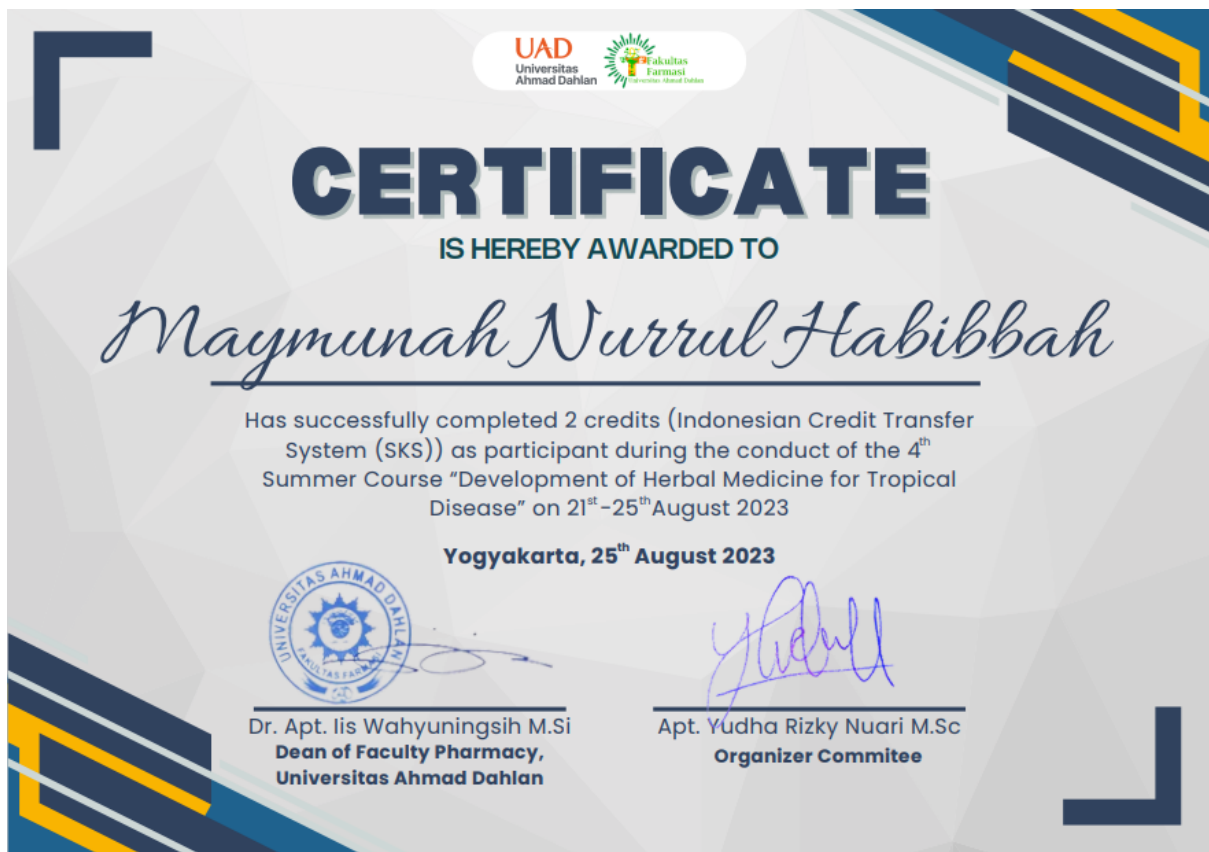 UAD
Universitas
Ahmad Dahlan
Fakultas
Farmasi
Universitas Ahmad Dahlan
CERTIFICATE
IS HEREBY AWARDED TO
Maymunah Nurrul Habibbah
Has successfully completed 2 credits (Indonesian Credit Transfer
System (SKS)) as participant during the conduct of the 4th
Summer Course “Development of Herbal Medicine for Tropical
Disease” on 21st-25th August 2023
Yogyakarta, 25th August 2023
UNIVERSITAS AHMAD DAHLAN
FAKULTAS FARMASI
Dr. Apt. Iis Wahyuningsih M.Si
Dean of Faculty Pharmacy,
Universitas Ahmad Dahlan
Apt. Yudha Rizky Nuari M.Sc
Organizer Commitee